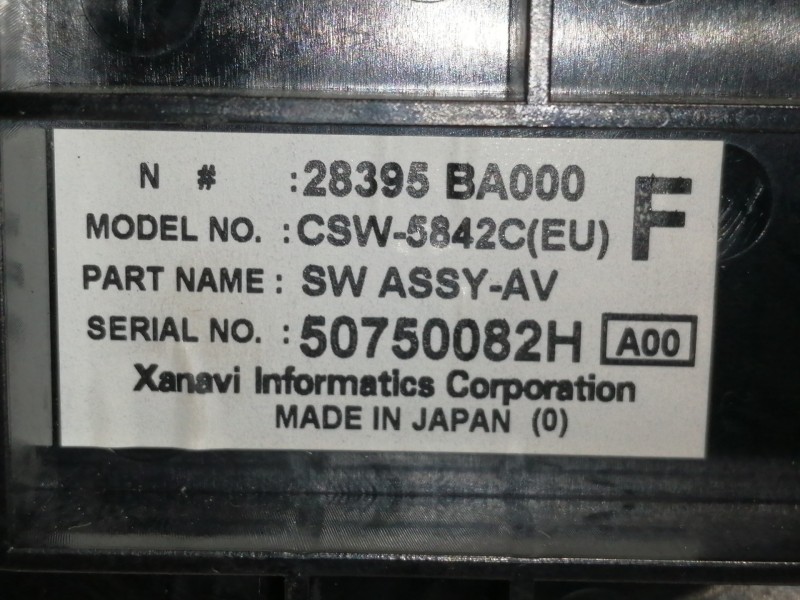 N # : 28395 BA000
F
MODEL NO. : CSW-5842C(EU)
PART NAME : SW ASSY-AV
SERIAL NO. : 50750082H A00
Xanavi Informatics Corporation
MADE IN JAPAN (0)